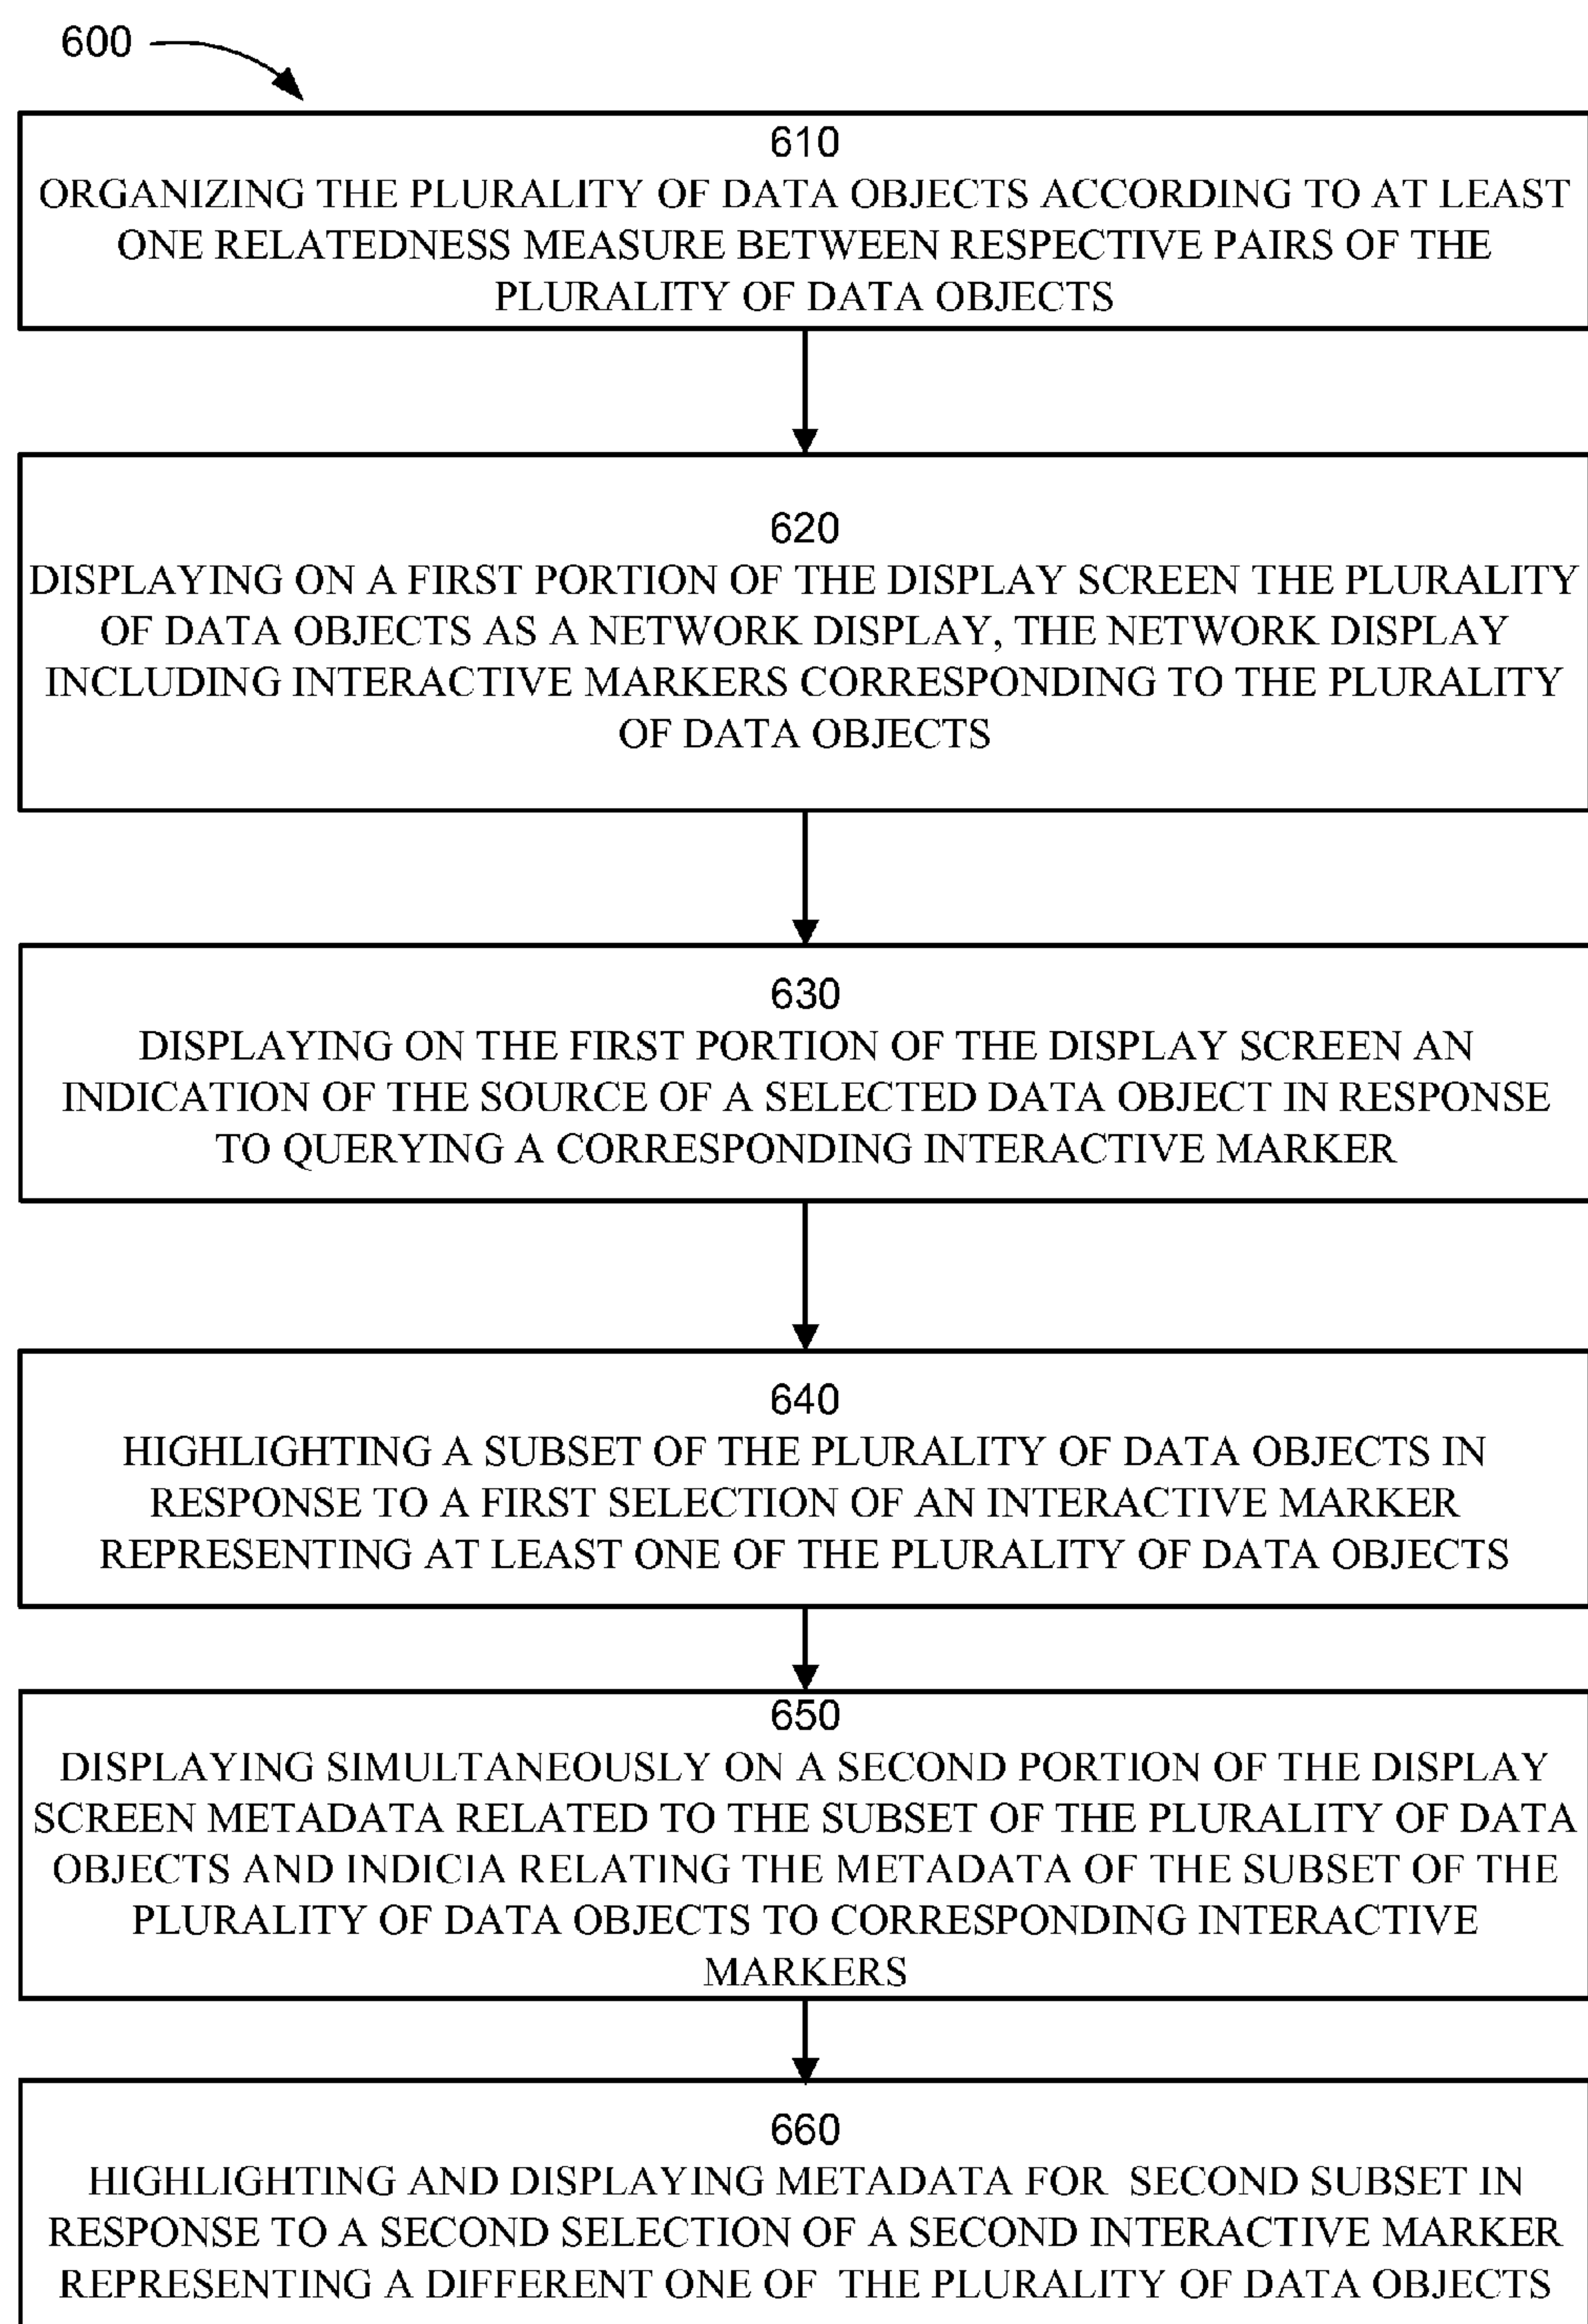 600
610
ORGANIZING THE PLURALITY OF DATA OBJECTS ACCORDING TO AT LEAST
ONE RELATEDNESS MEASURE BETWEEN RESPECTIVE PAIRS OF THE
PLURALITY OF DATA OBJECTS
620
DISPLAYING ON A FIRST PORTION OF THE DISPLAY SCREEN THE PLURALITY
OF DATA OBJECTS AS A NETWORK DISPLAY, THE NETWORK DISPLAY
INCLUDING INTERACTIVE MARKERS CORRESPONDING TO THE PLURALITY
OF DATA OBJECTS
630
DISPLAYING ON THE FIRST PORTION OF THE DISPLAY SCREEN AN
INDICATION OF THE SOURCE OF A SELECTED DATA OBJECT IN RESPONSE
TO QUERYING A CORRESPONDING INTERACTIVE MARKER
640
HIGHLIGHTING A SUBSET OF THE PLURALITY OF DATA OBJECTS IN
RESPONSE TO A FIRST SELECTION OF AN INTERACTIVE MARKER
REPRESENTING AT LEAST ONE OF THE PLURALITY OF DATA OBJECTS
650
DISPLAYING SIMULTANEOUSLY ON A SECOND PORTION OF THE DISPLAY
SCREEN METADATA RELATED TO THE SUBSET OF THE PLURALITY OF DATA
OBJECTS AND INDICIA RELATING THE METADATA OF THE SUBSET OF THE
PLURALITY OF DATA OBJECTS TO CORRESPONDING INTERACTIVE
MARKERS
660
HIGHLIGHTING AND DISPLAYING METADATA FOR SECOND SUBSET IN
RESPONSE TO A SECOND SELECTION OF A SECOND INTERACTIVE MARKER
REPRESENTING A DIFFERENT ONE OF THE PLURALITY OF DATA OBJECTS